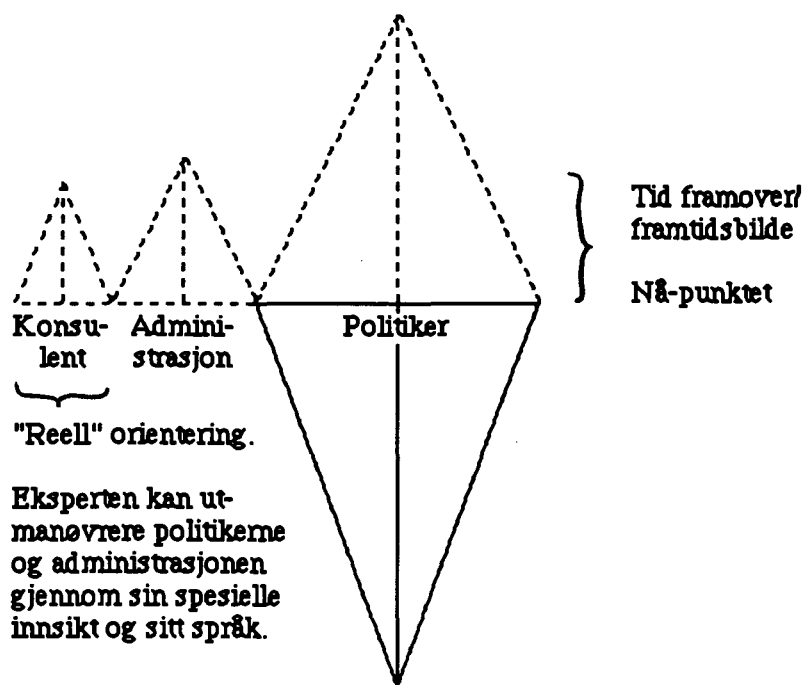 Tid framover/
framtidsbilde
Nå-punktet
Konsu-
lent
Admini-
strasjon
Politiker
"Reell" orientering.
Eksperten kan ut-
manøvrere politikerne
og administrasjonen
gjennom sin spesielle
innsikt og sitt språk.